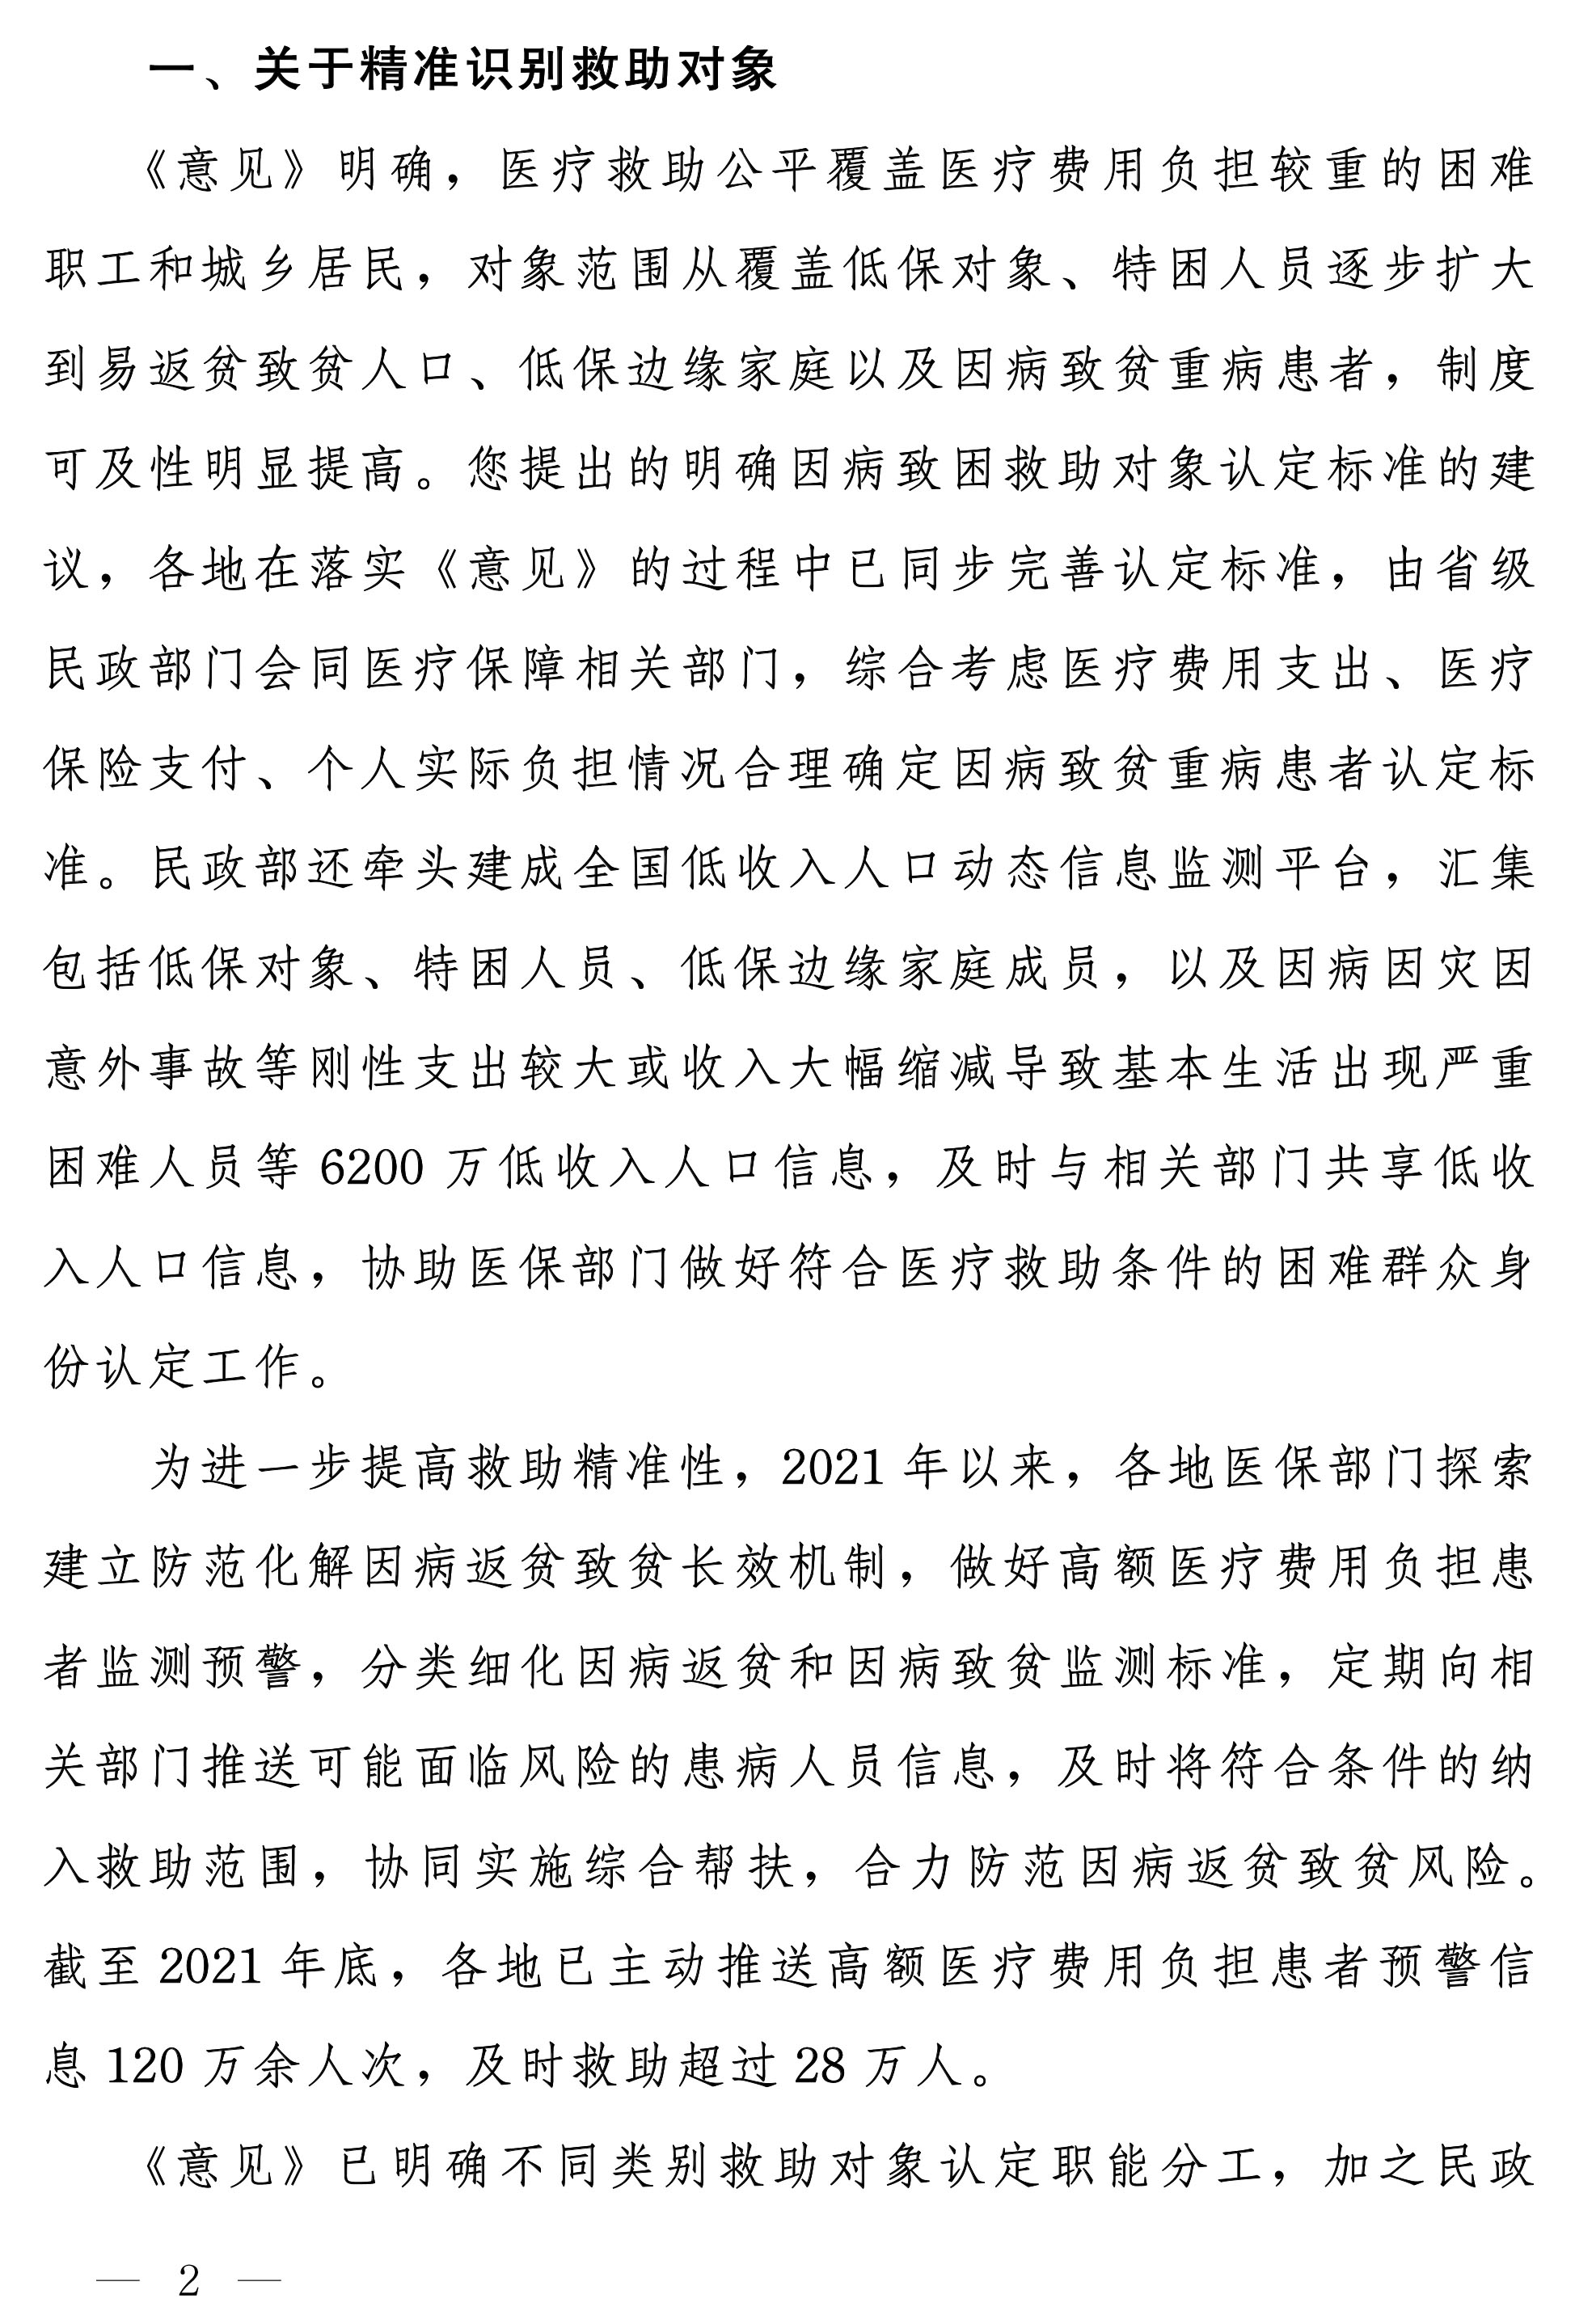 一、关于精准识别救助对象
《意见》明确，医疗救助公平覆盖医疗费用负担较重的困难
职工和城乡居民，对象范围从覆盖低保对象、特困人员逐步扩大
到易返贫致贫人口、低保边缘家庭以及因病致贫重病患者，制度
可及性明显提高。您提出的明确因病致困救助对象认定标准的建
议，各地在落实《意见》的过程中已同步完善认定标准，由省级
民政部门会同医疗保障相关部门，综合考虑医疗费用支出、医疗
保险支付、个人实际负担情况合理确定因病致贫重病患者认定标
准。民政部还牵头建成全国低收入人口动态信息监测平台，汇集
包括低保对象、特困人员、低保边缘家庭成员，以及因病因灾因
意外事故等刚性支出较大或收入大幅缩减导致基本生活出现严重
困难人员等 6200 万低收入人口信息，及时与相关部门共享低收
入人口信息，协助医保部门做好符合医疗救助条件的困难群众身
份认定工作。
为进一步提高救助精准性，2021 年以来，各地医保部门探索
建立防范化解因病返贫致贫长效机制，做好高额医疗费用负担患
者监测预警，分类细化因病返贫和因病致贫监测标准，定期向相
关部门推送可能面临风险的患病人员信息，及时将符合条件的纳
入救助范围，协同实施综合帮扶，合力防范因病返贫致贫风险。
截至 2021 年底，各地已主动推送高额医疗费用负担患者预警信
息 120 万余人次，及时救助超过 28 万人。
《意见》已明确不同类别救助对象认定职能分工，加之民政
— 2 —